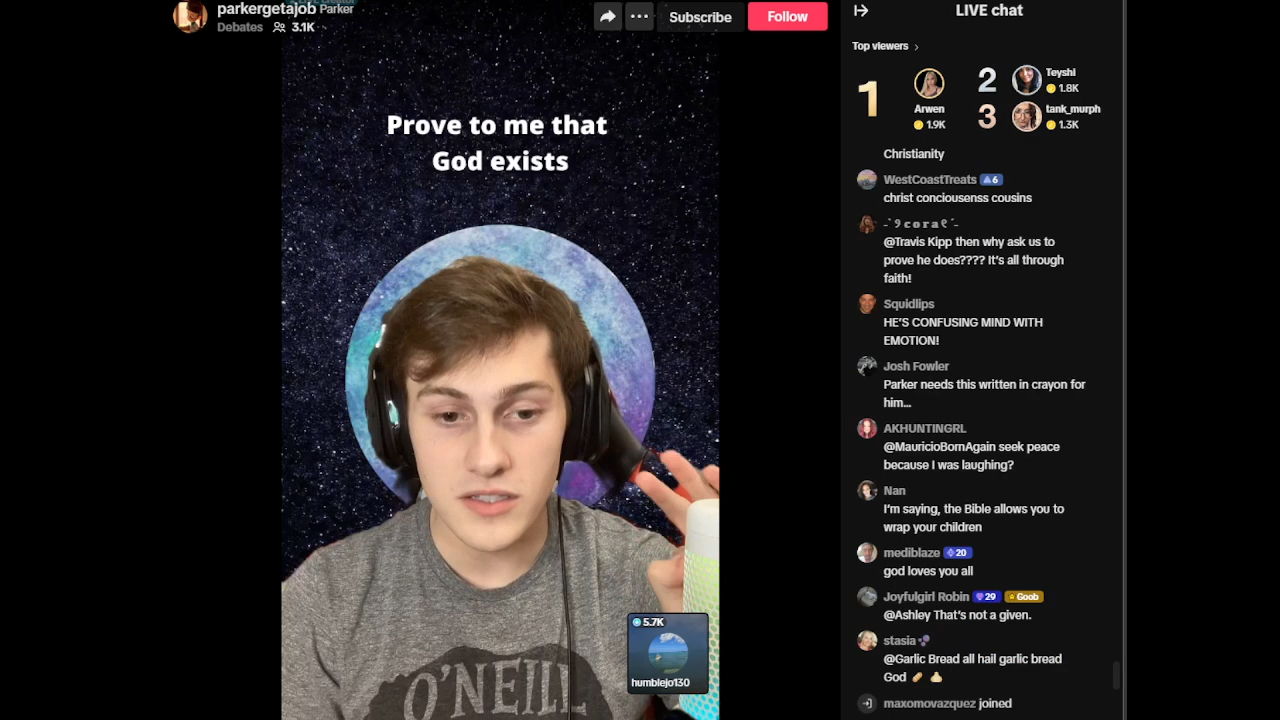 parkergetajob Parker
Debates 3.1K
Subscribe
Follow
Prove to me that
God exists
O'NEILL
5.7K
humblejo130
LIVE chat
Top viewers
1
Arwen
1.9K
2
Teyshi
1.8K
3
tank_murph
1.3K
Christianity
WestCoastTreats 6
christ conciousenss cousins
-`୨ 𝖈𝖔𝖗𝖆 ୧´-
@Travis Kipp then why ask us to
prove he does???? It's all through
faith!
Squidlips
HE'S CONFUSING MIND WITH
EMOTION!
Josh Fowler
Parker needs this written in crayon for
him...
AKHUNTINGRL
@MauricioBornAgain seek peace
because I was laughing?
Nan
I'm saying, the Bible allows you to
wrap your children
mediblaze 20
god loves you all
Joyfulgirl Robin 29 Goob
@Ashley That's not a given.
stasia
@Garlic Bread all hail garlic bread
God 🥖 🧄
maxomovazquez joined